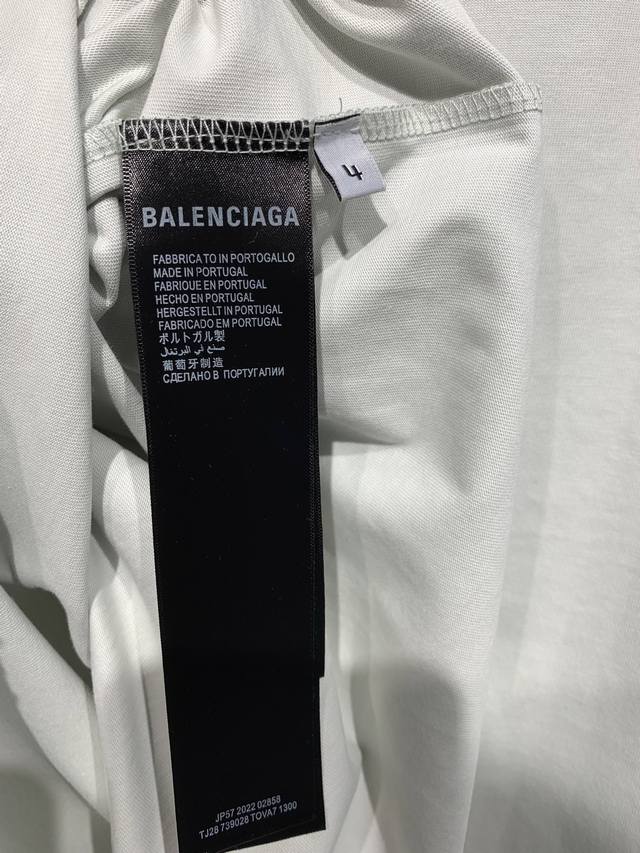 BALENCIAGA
4
FABBRICATO IN PORTOGALLO
MADE IN PORTUGAL
FABRIQUE EN PORTUGAL
HECHO EN PORTUGAL
HERGESTELLT IN PORTUGAL
FABRICADO EM PORTUGAL
ポルトガル製
صنع في البرتغال
葡萄牙制造
СДЕЛАНО В ПОРТУГАЛИИ
JP57 2022 02858
TJ28 739028 TOVA7 1300